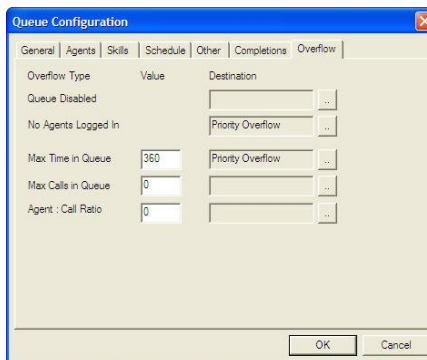 Queue Configuration
General Agents Skills Schedule Other Completions Overflow
Overflow Type Value Destination
Queue Disabled ..
No Agents Logged In Priority Overflow ..
Max Time in Queue 360 Priority Overflow ..
Max Calls in Queue 0 ..
Agent : Call Ratio 0 ..
OK Cancel